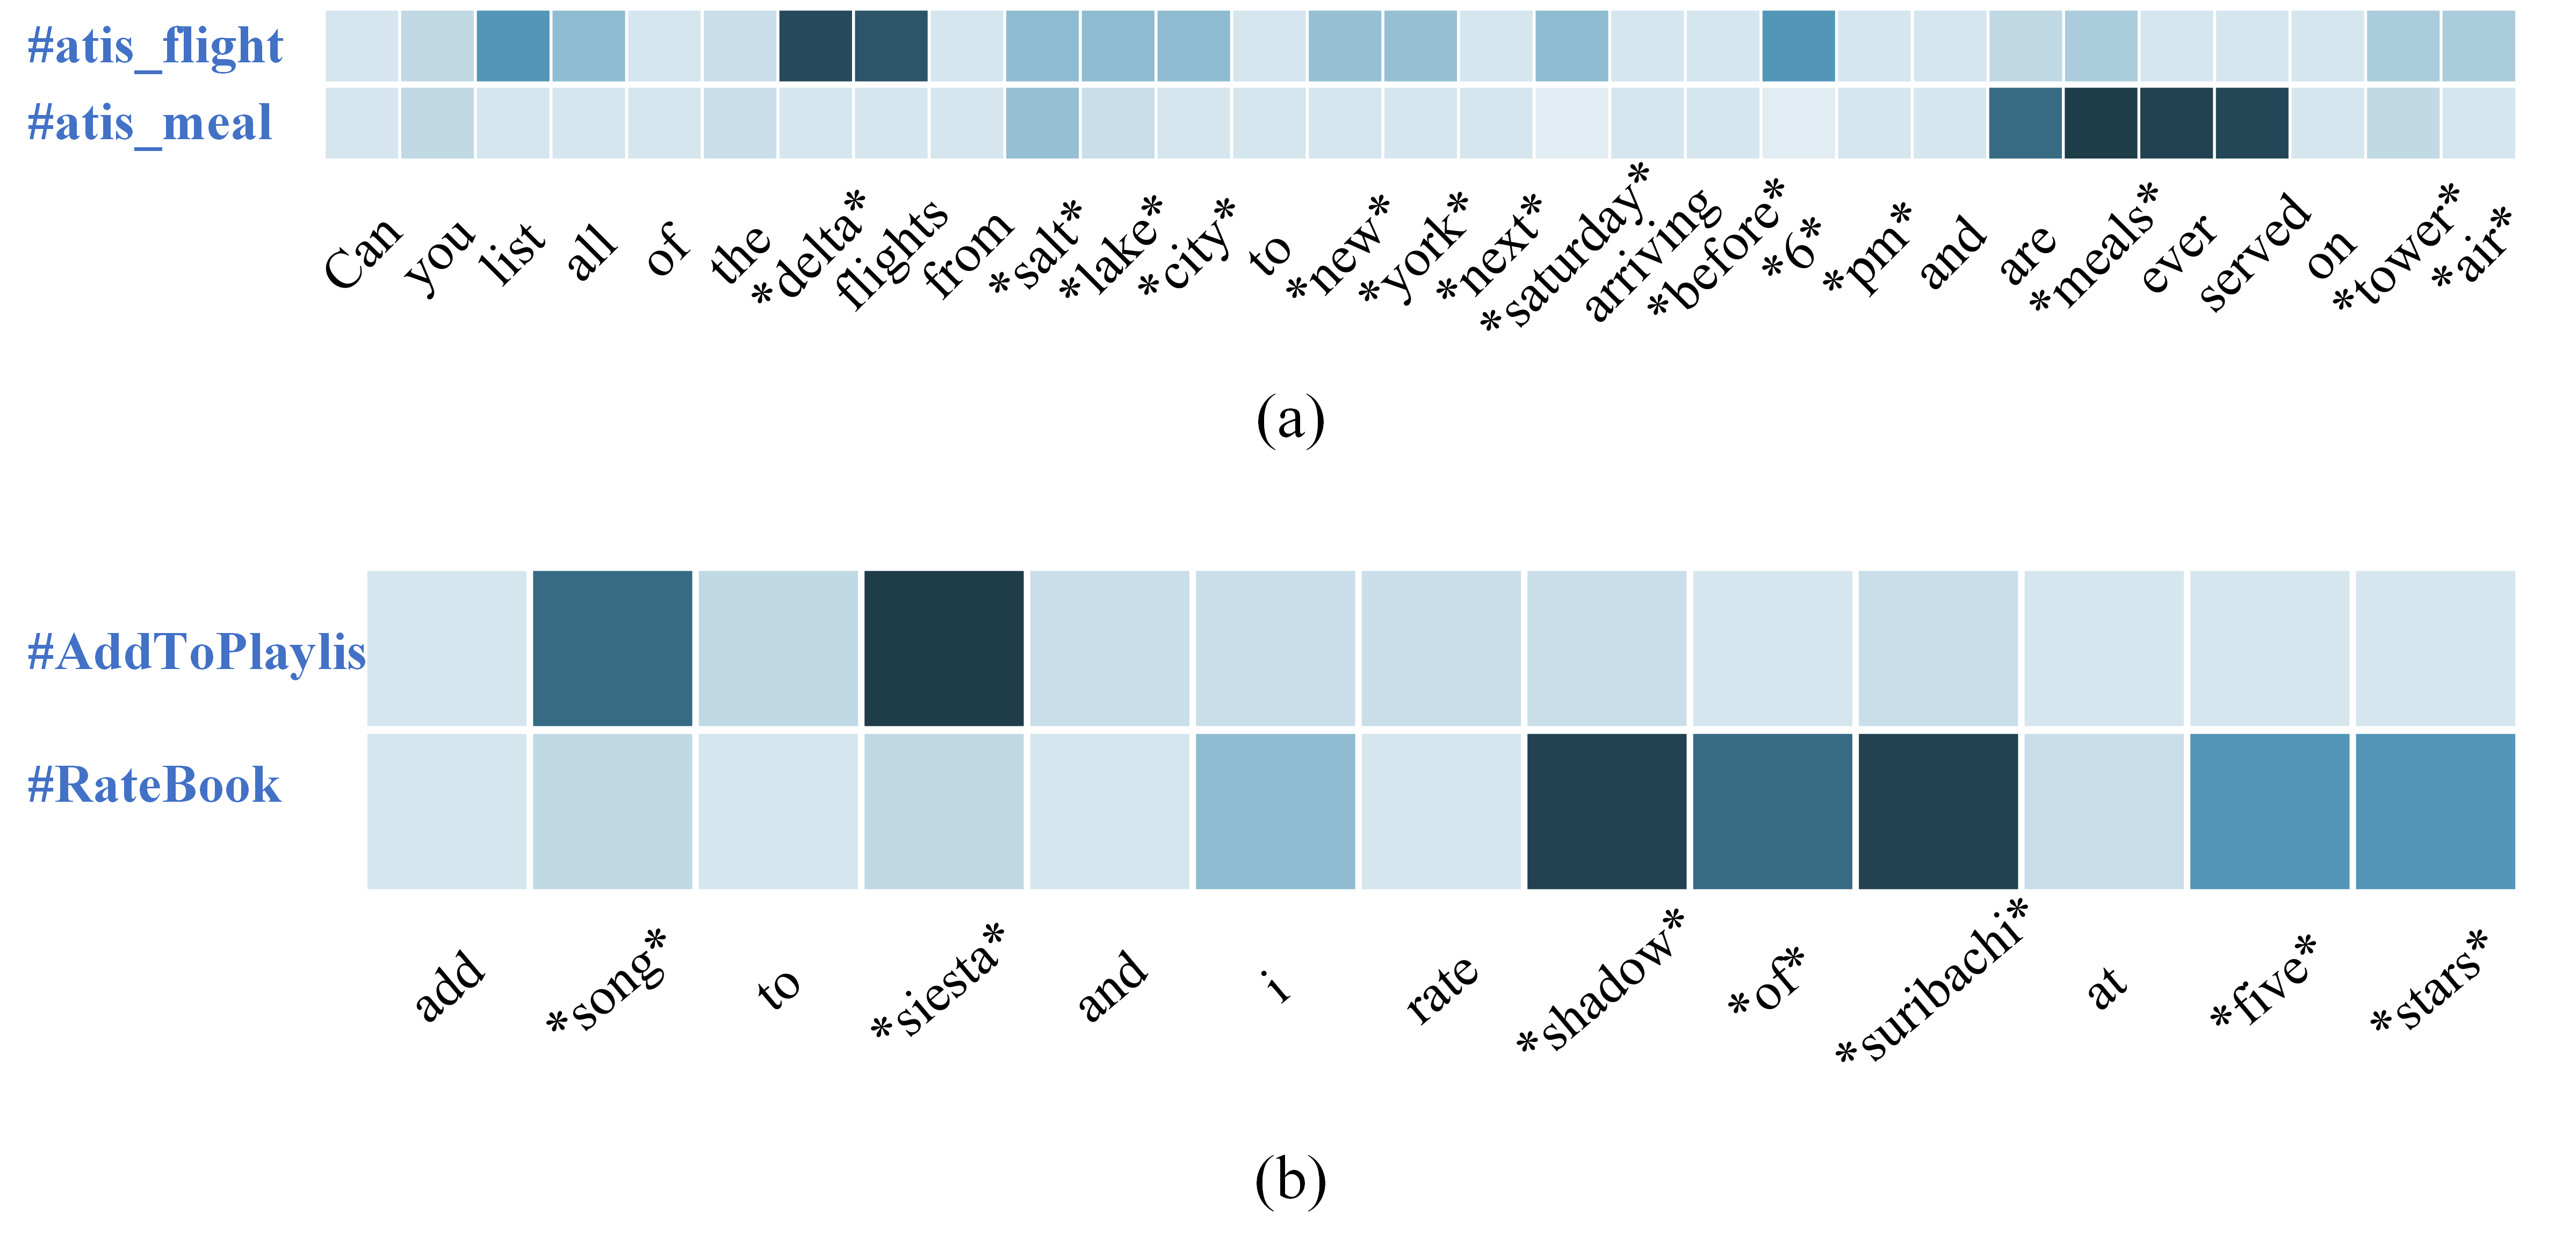 #atis_flight
#atis_meal
Can you list all of the *delta* flights from *salt* *lake* *city* to *new* *york* *next* *saturday* arriving *before* *6* *pm* and are *meals* ever served on *tower* *air*
(a)
#AddToPlaylis
#RateBook
add *song* to *siesta* and i rate *shadow* *of* *suribachi* at *five* *stars*
(b)